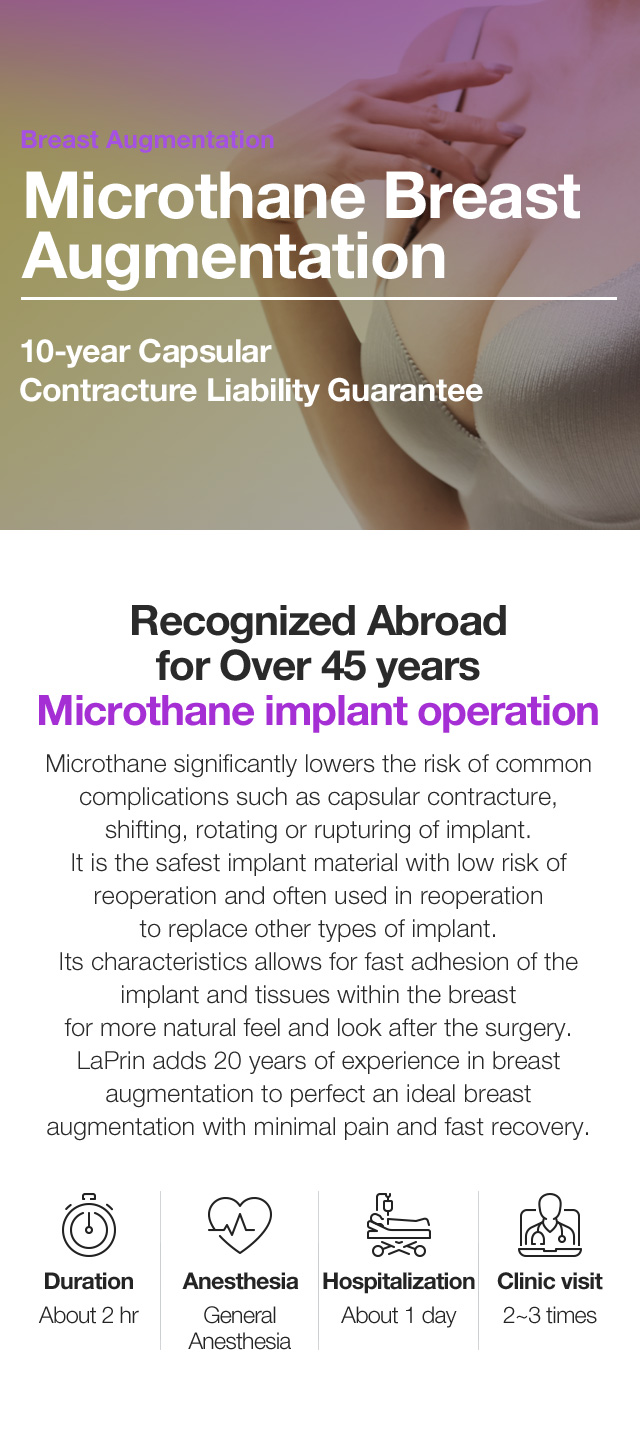 Breast Augmentation
Microthane Breast
Augmentation
10-year Capsular
Contracture Liability Guarantee
Recognized Abroad
for Over 45 years
Microthane implant operation
Microthane significantly lowers the risk of common
complications such as capsular contracture,
shifting, rotating or rupturing of implant.
It is the safest implant material with low risk of
reoperation and often used in reoperation
to replace other types of implant.
Its characteristics allows for fast adhesion of the
implant and tissues within the breast
for more natural feel and look after the surgery.
LaPrin adds 20 years of experience in breast
augmentation to perfect an ideal breast
augmentation with minimal pain and fast recovery.
Duration
About 2 hr
Anesthesia
General
Anesthesia
Hospitalization
About 1 day
Clinic visit
2~3 times